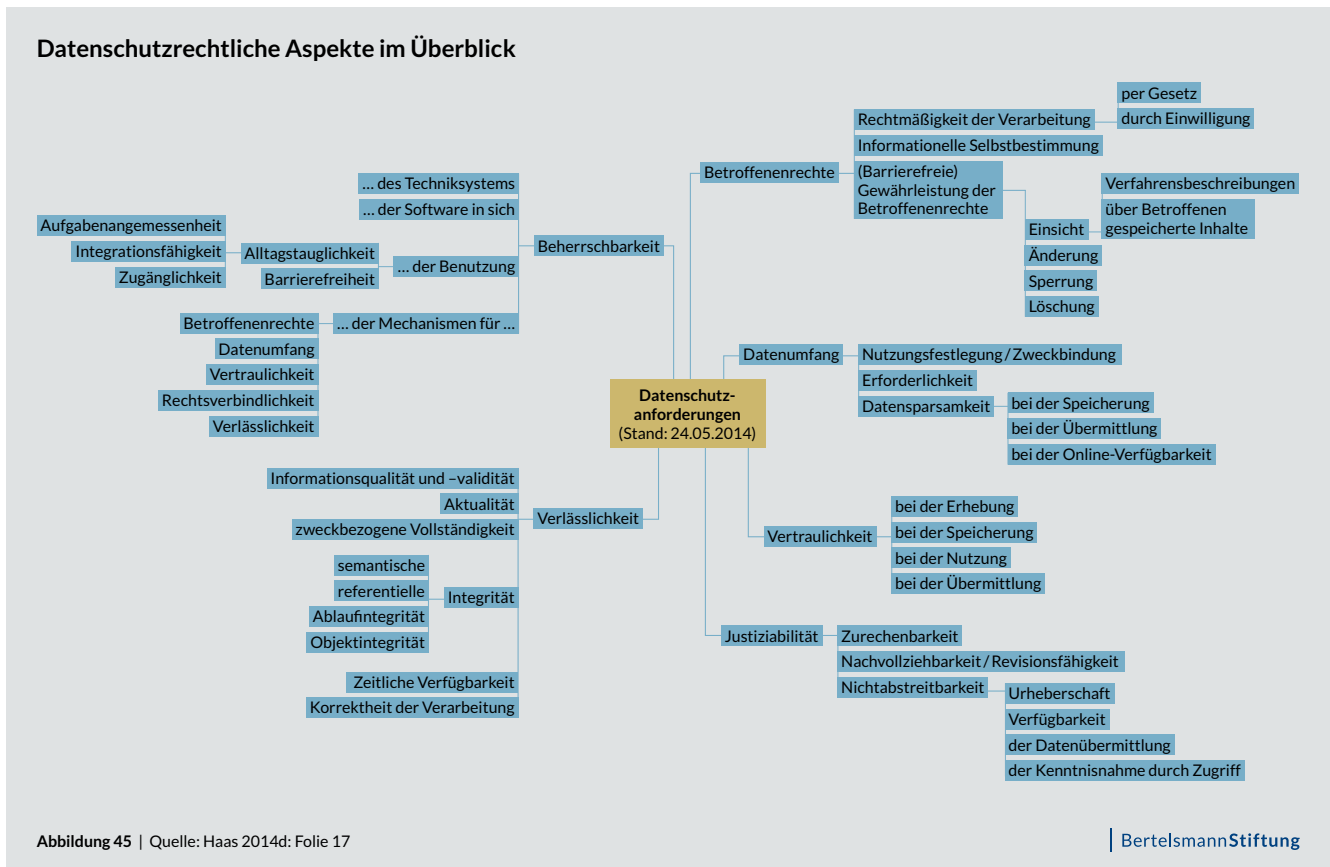 Datenschutzrechtliche Aspekte im Überblick
Betroffenenrechte
Rechtmäßigkeit der Verarbeitung
per Gesetz
durch Einwilligung
Informationelle Selbstbestimmung
(Barrierefreie)
Gewährleistung der
Betroffenenrechte
Einsicht
Verfahrensbeschreibungen
über Betroffenen
gespeicherte Inhalte
Änderung
Sperrung
Löschung
Beherrschbarkeit
... des Techniksystems
... der Software in sich
... der Benutzung
Alltagstauglichkeit
Barrierefreiheit
Aufgabenangemessenheit
Integrationsfähigkeit
Zugänglichkeit
... der Mechanismen für ...
Betroffenenrechte
Datenumfang
Vertraulichkeit
Rechtsverbindlichkeit
Verlässlichkeit
Datenschutz-
anforderungen
(Stand: 24.05.2014)
Datenumfang
Nutzungsfestlegung / Zweckbindung
Erforderlichkeit
Datensparsamkeit
bei der Speicherung
bei der Übermittlung
bei der Online-Verfügbarkeit
Verlässlichkeit
Informationsqualität und –validität
Aktualität
zweckbezogene Vollständigkeit
Integrität
semantische
referentielle
Ablaufintegrität
Objektintegrität
Zeitliche Verfügbarkeit
Korrektheit der Verarbeitung
Vertraulichkeit
bei der Erhebung
bei der Speicherung
bei der Nutzung
bei der Übermittlung
Justiziabilität
Zurechenbarkeit
Nachvollziehbarkeit / Revisionsfähigkeit
Nichtabstreitbarkeit
Urheberschaft
Verfügbarkeit
der Datenübermittlung
der Kenntnisnahme durch Zugriff
Abbildung 45 | Quelle: Haas 2014d: Folie 17
BertelsmannStiftung